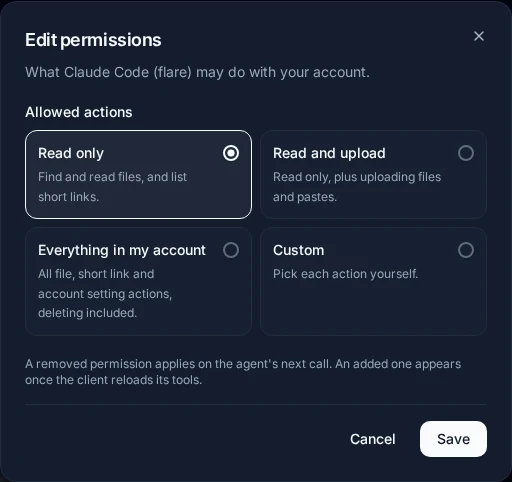 Edit permissions
What Claude Code (flare) may do with your account.
Allowed actions
Read only
Find and read files, and list
short links.
Read and upload
Read only, plus uploading files
and pastes.
Everything in my account
All file, short link and
account setting actions,
deleting included.
Custom
Pick each action yourself.
A removed permission applies on the agent's next call. An added one appears
once the client reloads its tools.
Cancel
Save